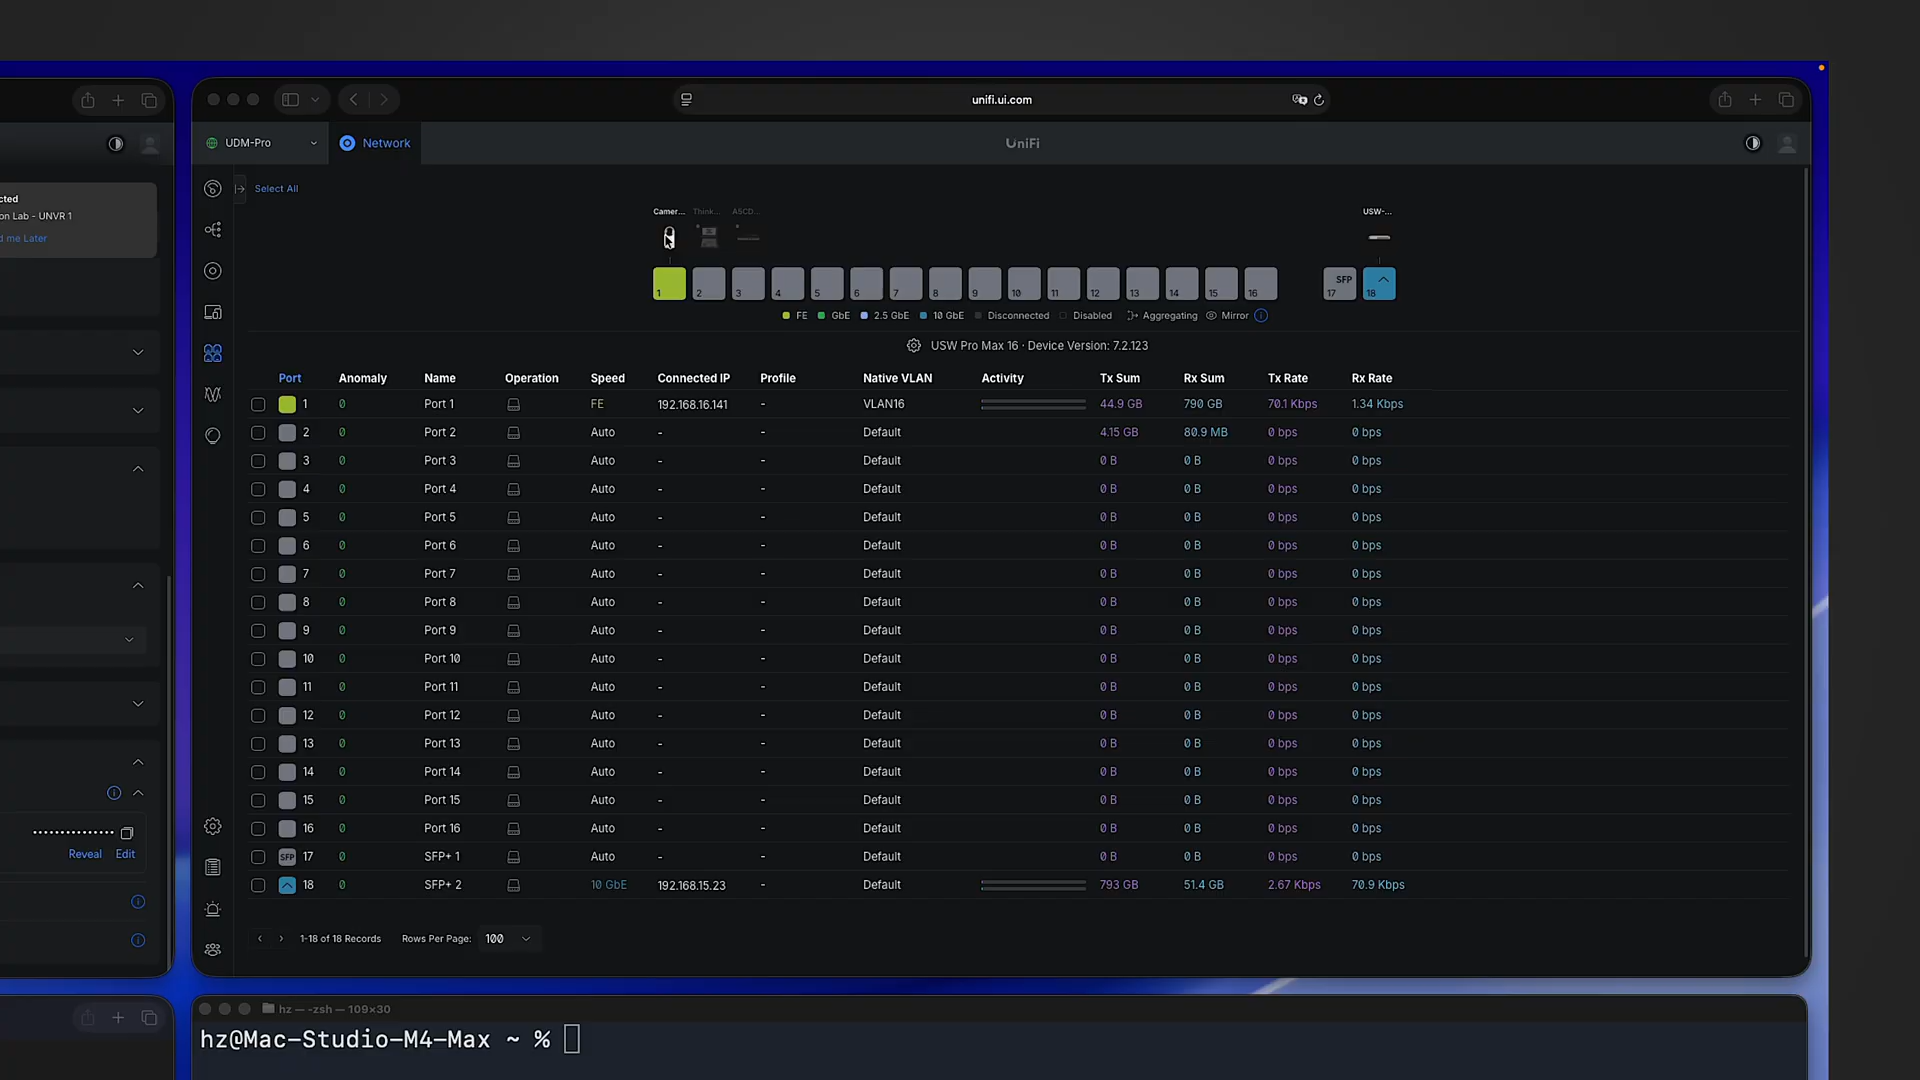 unifi.ui.com
UDM-Pro
Network
UniFi
cted
on Lab - UNVR 1
d me Later
Select All
Camer... Think... A5CD...
USW-...
1 2 3 4 5 6 7 8 9 10 11 12 13 14 15 16 SFP 17 18
FE GbE 2.5 GbE 10 GbE Disconnected Disabled Aggregating Mirror
USW Pro Max 16 · Device Version: 7.2.123
Port Anomaly Name Operation Speed Connected IP Profile Native VLAN Activity Tx Sum Rx Sum Tx Rate Rx Rate
1 0 Port 1 FE 192.168.16.141 - VLAN16 44.9 GB 790 GB 70.1 Kbps 1.34 Kbps
2 0 Port 2 Auto - - Default 4.15 GB 80.9 MB 0 bps 0 bps
3 0 Port 3 Auto - - Default 0 B 0 B 0 bps 0 bps
4 0 Port 4 Auto - - Default 0 B 0 B 0 bps 0 bps
5 0 Port 5 Auto - - Default 0 B 0 B 0 bps 0 bps
6 0 Port 6 Auto - - Default 0 B 0 B 0 bps 0 bps
7 0 Port 7 Auto - - Default 0 B 0 B 0 bps 0 bps
8 0 Port 8 Auto - - Default 0 B 0 B 0 bps 0 bps
9 0 Port 9 Auto - - Default 0 B 0 B 0 bps 0 bps
10 0 Port 10 Auto - - Default 0 B 0 B 0 bps 0 bps
11 0 Port 11 Auto - - Default 0 B 0 B 0 bps 0 bps
12 0 Port 12 Auto - - Default 0 B 0 B 0 bps 0 bps
13 0 Port 13 Auto - - Default 0 B 0 B 0 bps 0 bps
14 0 Port 14 Auto - - Default 0 B 0 B 0 bps 0 bps
15 0 Port 15 Auto - - Default 0 B 0 B 0 bps 0 bps
16 0 Port 16 Auto - - Default 0 B 0 B 0 bps 0 bps
SFP 17 0 SFP+ 1 Auto - - Default 0 B 0 B 0 bps 0 bps
18 0 SFP+ 2 10 GbE 192.168.15.23 - Default 793 GB 51.4 GB 2.67 Kbps 70.9 Kbps
Reveal Edit
1-18 of 18 Records Rows Per Page: 100
hz — -zsh — 109×30
hz@Mac-Studio-M4-Max ~ %